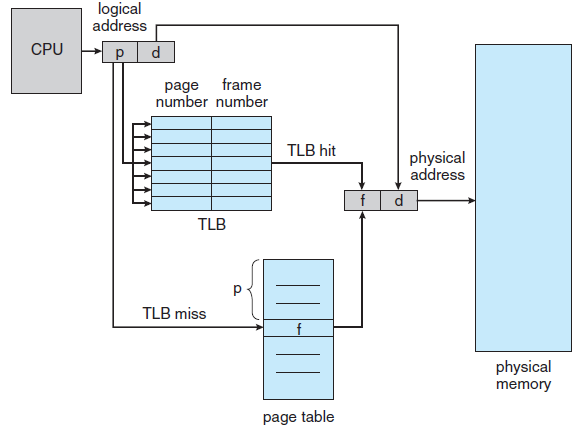 logical
address
CPU
p
d
page
number
frame
number
TLB hit
physical
address
f
d
TLB
p
TLB miss
f
physical
memory
page table